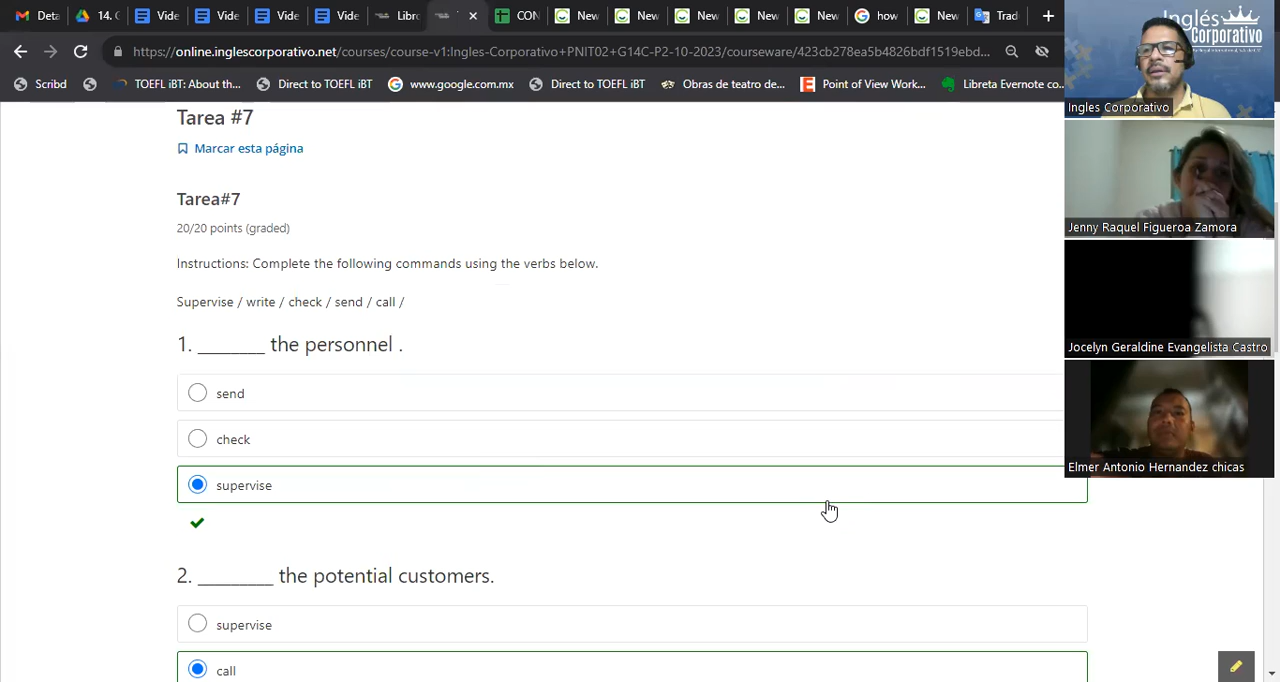 Deta
14. C
Vide
Vide
Vide
Vide
Libro
T
CON
New
New
New
New
New
how
New
Trad
https://online.inglescorporativo.net/courses/course-v1:Ingles-Corporativo+PNIT02+G14C-P2-10-2023/courseware/423cb278ea5b4826bdf1519ebd...
Scribd
TOEFL iBT: About th...
Direct to TOEFL iBT
www.google.com.mx
Direct to TOEFL iBT
Obras de teatro de...
Point of View Work...
Libreta Evernote co...
Inglés
Corporativo
Ingles Corporativo
Jenny Raquel Figueroa Zamora
Jocelyn Geraldine Evangelista Castro
Elmer Antonio Hernandez chicas
Tarea #7
Marcar esta página
Tarea#7
20/20 points (graded)
Instructions: Complete the following commands using the verbs below.
Supervise / write / check / send / call /
1. ________ the personnel .
send
check
supervise
2. _________ the potential customers.
supervise
call